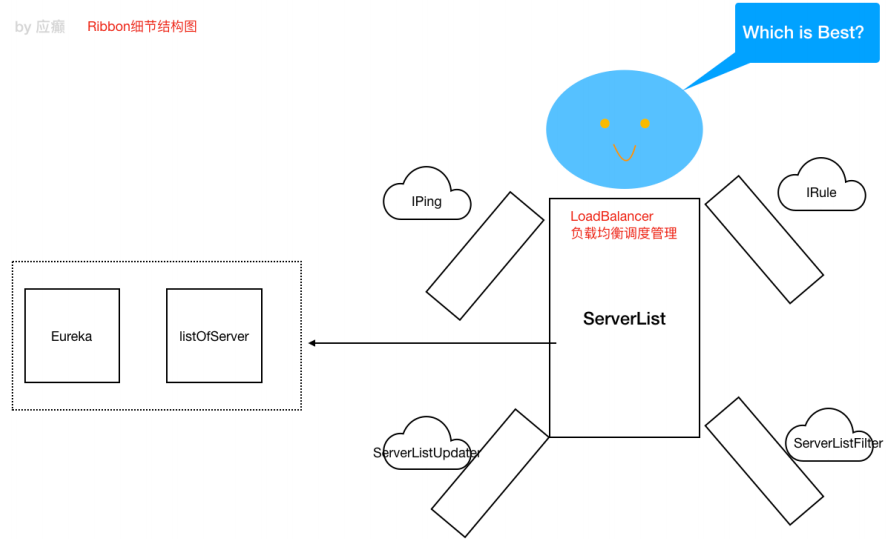 by 应癫
Ribbon细节结构图
Which is Best?
IPing
IRule
LoadBalancer
负载均衡调度管理
ServerList
Eureka
listOfServer
ServerListUpdater
ServerListFilter